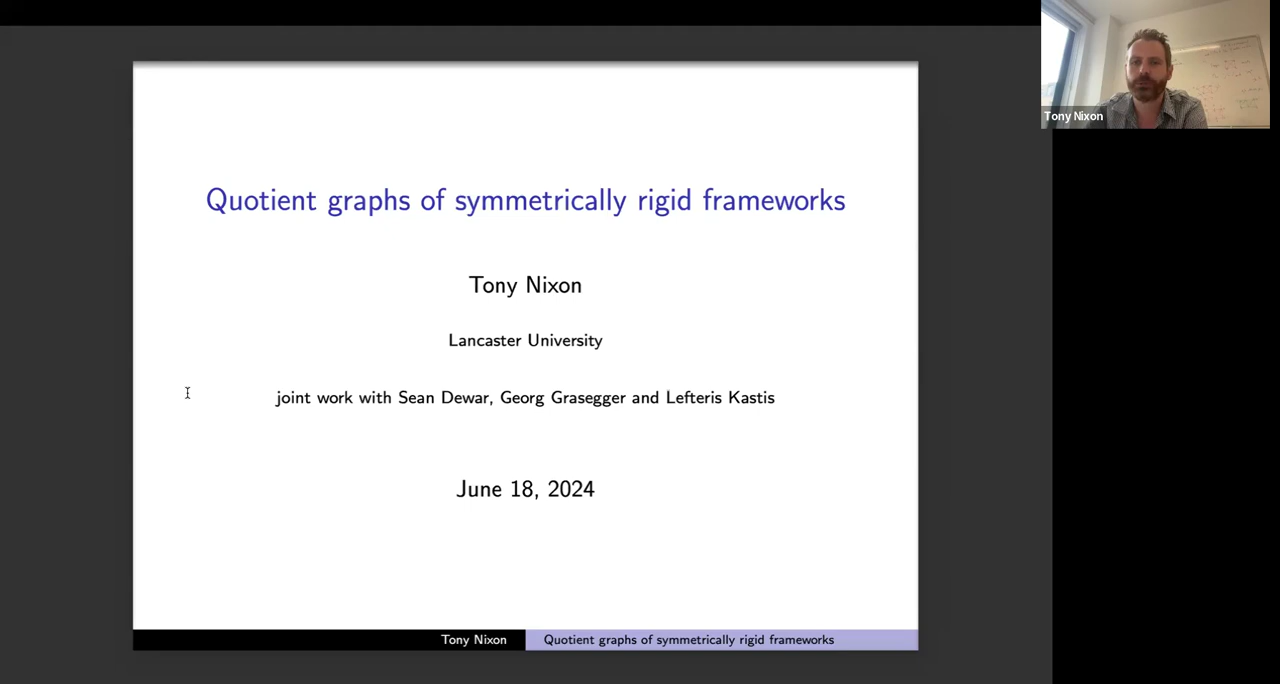 Quotient graphs of symmetrically rigid frameworks
Tony Nixon
Lancaster University
joint work with Sean Dewar, Georg Grasegger and Lefteris Kastis
June 18, 2024
Tony Nixon
Quotient graphs of symmetrically rigid frameworks
Tony Nixon